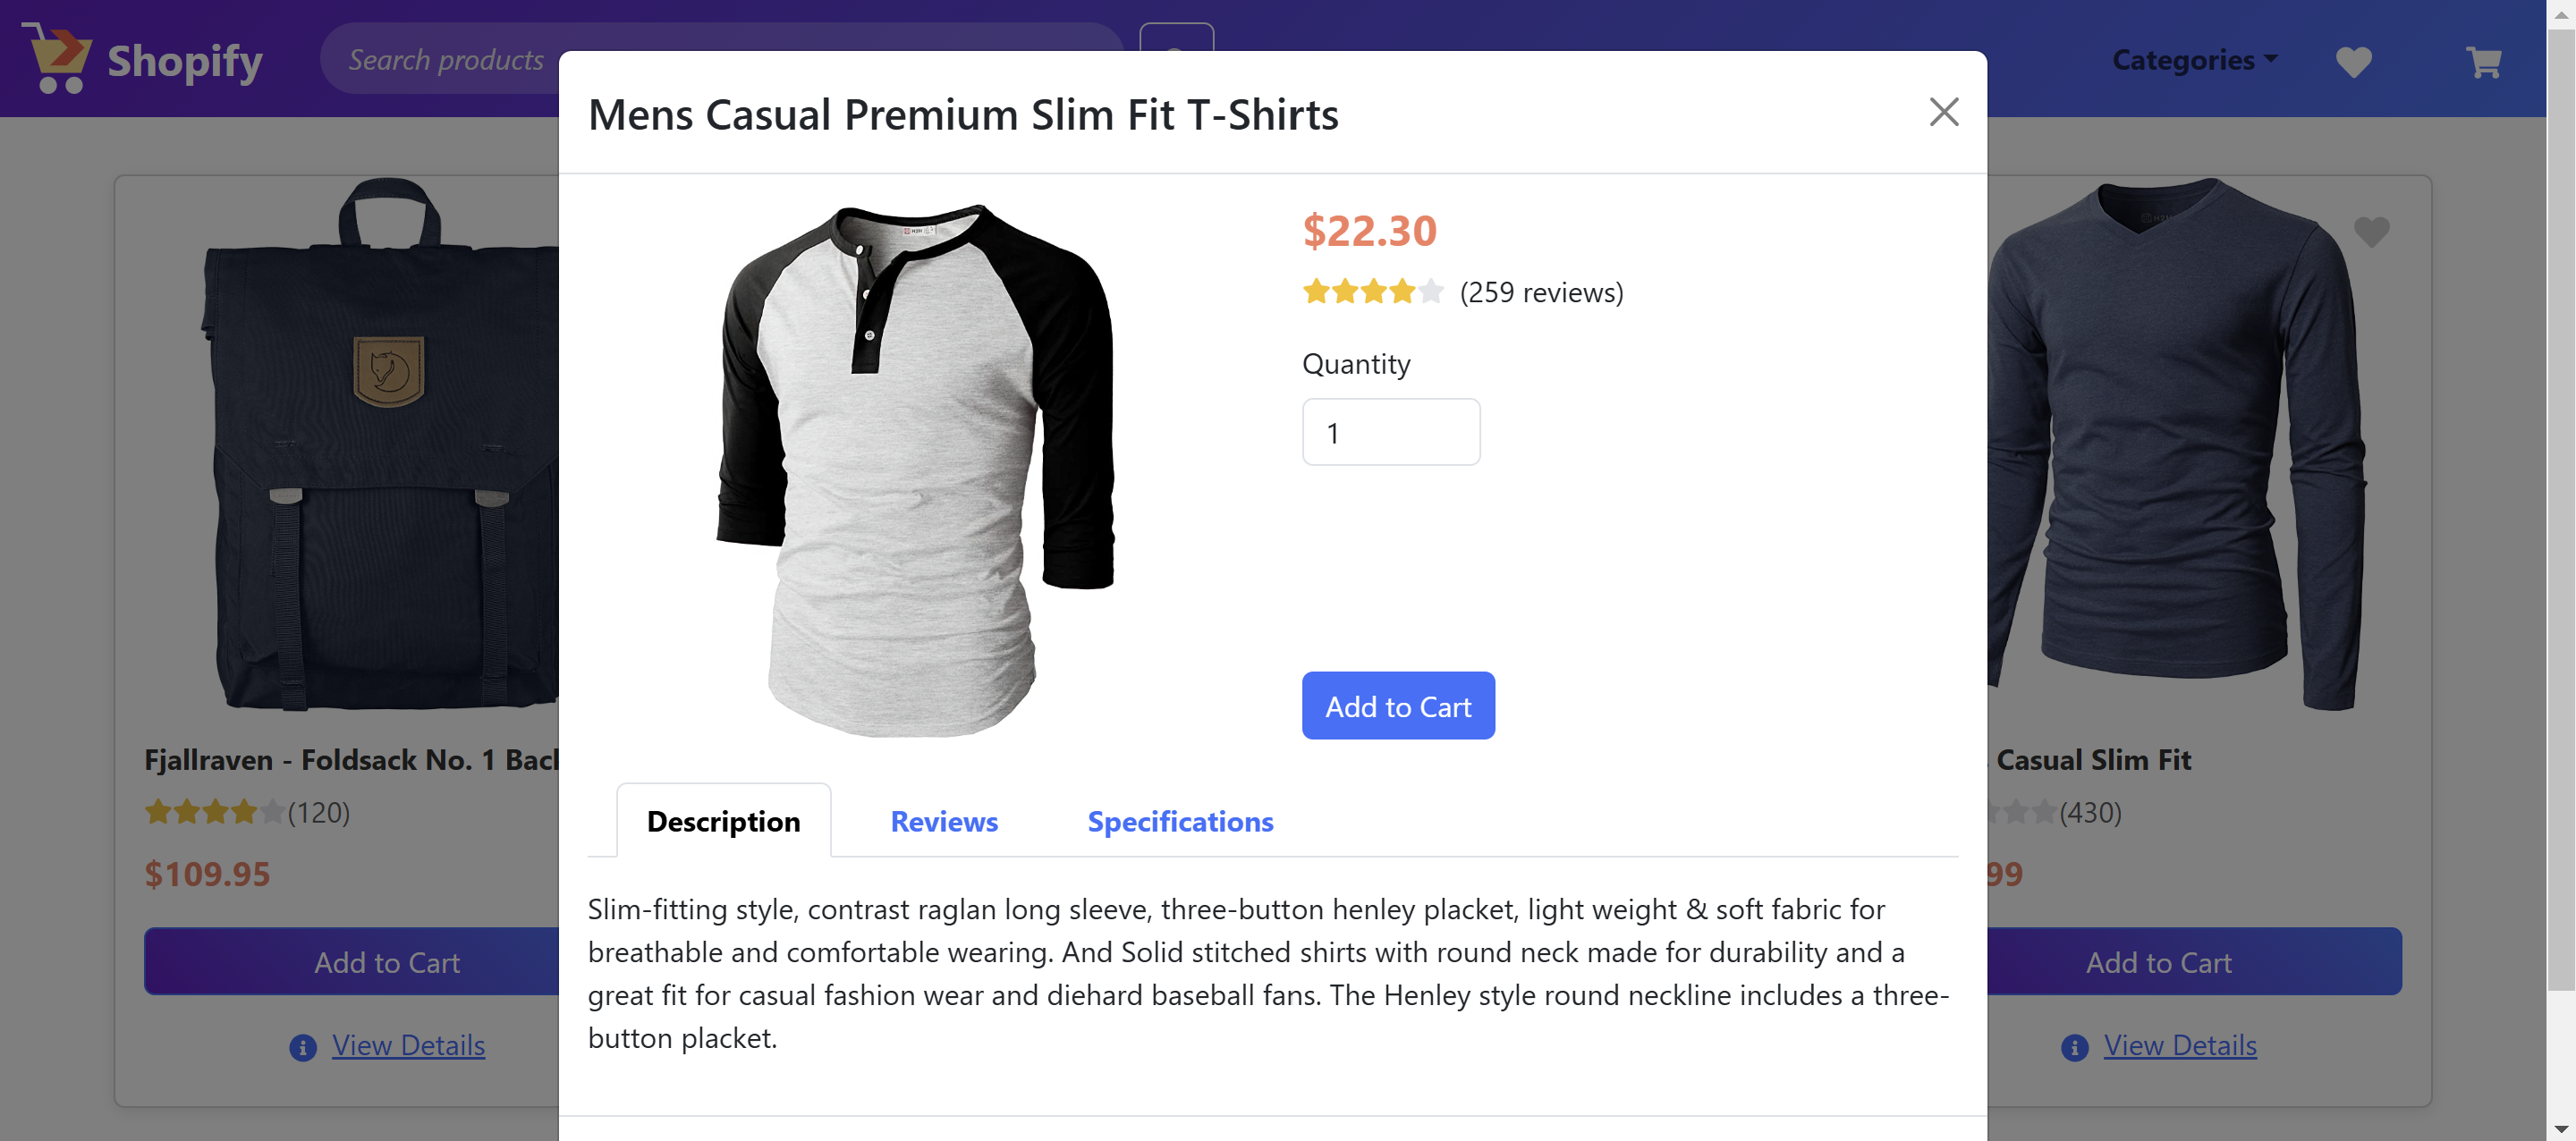 Shopify
Search products
Categories
Mens Casual Premium Slim Fit T-Shirts
$22.30
(259 reviews)
Quantity
1
Add to Cart
Description
Reviews
Specifications
Slim-fitting style, contrast raglan long sleeve, three-button henley placket, light weight & soft fabric for
breathable and comfortable wearing. And Solid stitched shirts with round neck made for durability and a
great fit for casual fashion wear and diehard baseball fans. The Henley style round neckline includes a three-
button placket.
Fjallraven - Foldsack No. 1 Bac
(120)
$109.95
Add to Cart
View Details
Casual Slim Fit
(430)
99
Add to Cart
View Details